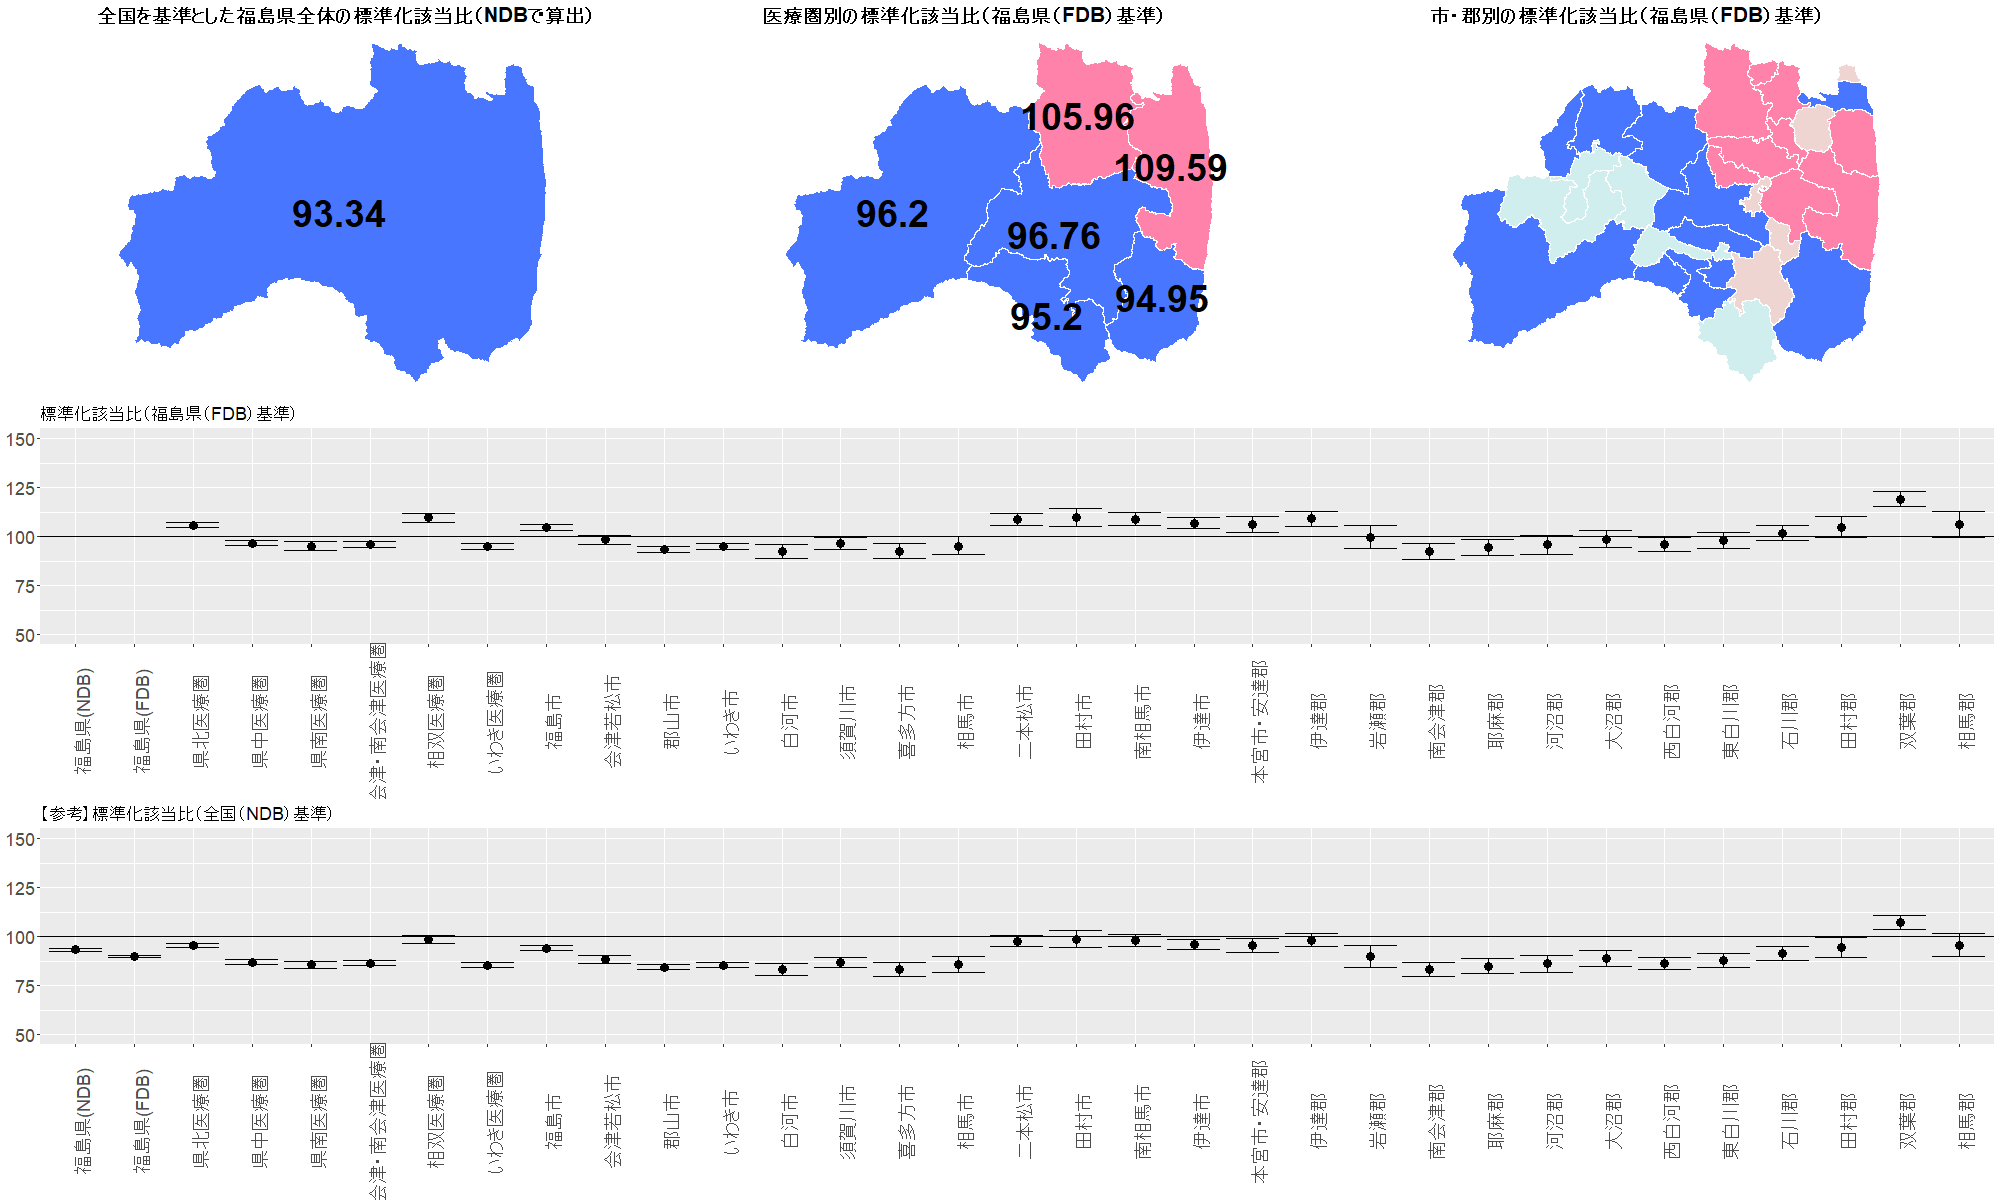 全国を基準とした福島県全体の標準化該当比（NDBで算出）
医療圏別の標準化該当比（福島県（FDB）基準）
市・郡別の標準化該当比（福島県（FDB）基準）
93.34
105.96
109.59
96.2
96.76
94.95
95.2
標準化該当比（福島県（FDB）基準）
150
125
100
75
50
福島県(NDB)
福島県(FDB)
県北医療圏
県中医療圏
県南医療圏
会津・南会津医療圏
相双医療圏
いわき医療圏
福島市
会津若松市
郡山市
いわき市
白河市
須賀川市
喜多方市
相馬市
二本松市
田村市
南相馬市
伊達市
本宮市・安達郡
伊達郡
岩瀬郡
南会津郡
耶麻郡
河沼郡
大沼郡
西白河郡
東白川郡
石川郡
田村郡
双葉郡
相馬郡
【参考】標準化該当比（全国（NDB）基準）
150
125
100
75
50
福島県(NDB)
福島県(FDB)
県北医療圏
県中医療圏
県南医療圏
会津・南会津医療圏
相双医療圏
いわき医療圏
福島市
会津若松市
郡山市
いわき市
白河市
須賀川市
喜多方市
相馬市
二本松市
田村市
南相馬市
伊達市
本宮市・安達郡
伊達郡
岩瀬郡
南会津郡
耶麻郡
河沼郡
大沼郡
西白河郡
東白川郡
石川郡
田村郡
双葉郡
相馬郡